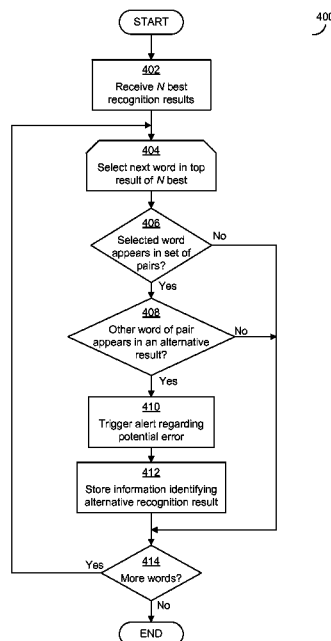 START
400
402
Receive N best
recognition results
404
Select next word in top
result of N best
406
Selected word
appears in set of
pairs?
No
Yes
408
Other word of pair
appears in an alternative
result?
No
Yes
410
Trigger alert regarding
potential error
412
Store information identifying
alternative recognition result
414
More words?
Yes
No
END